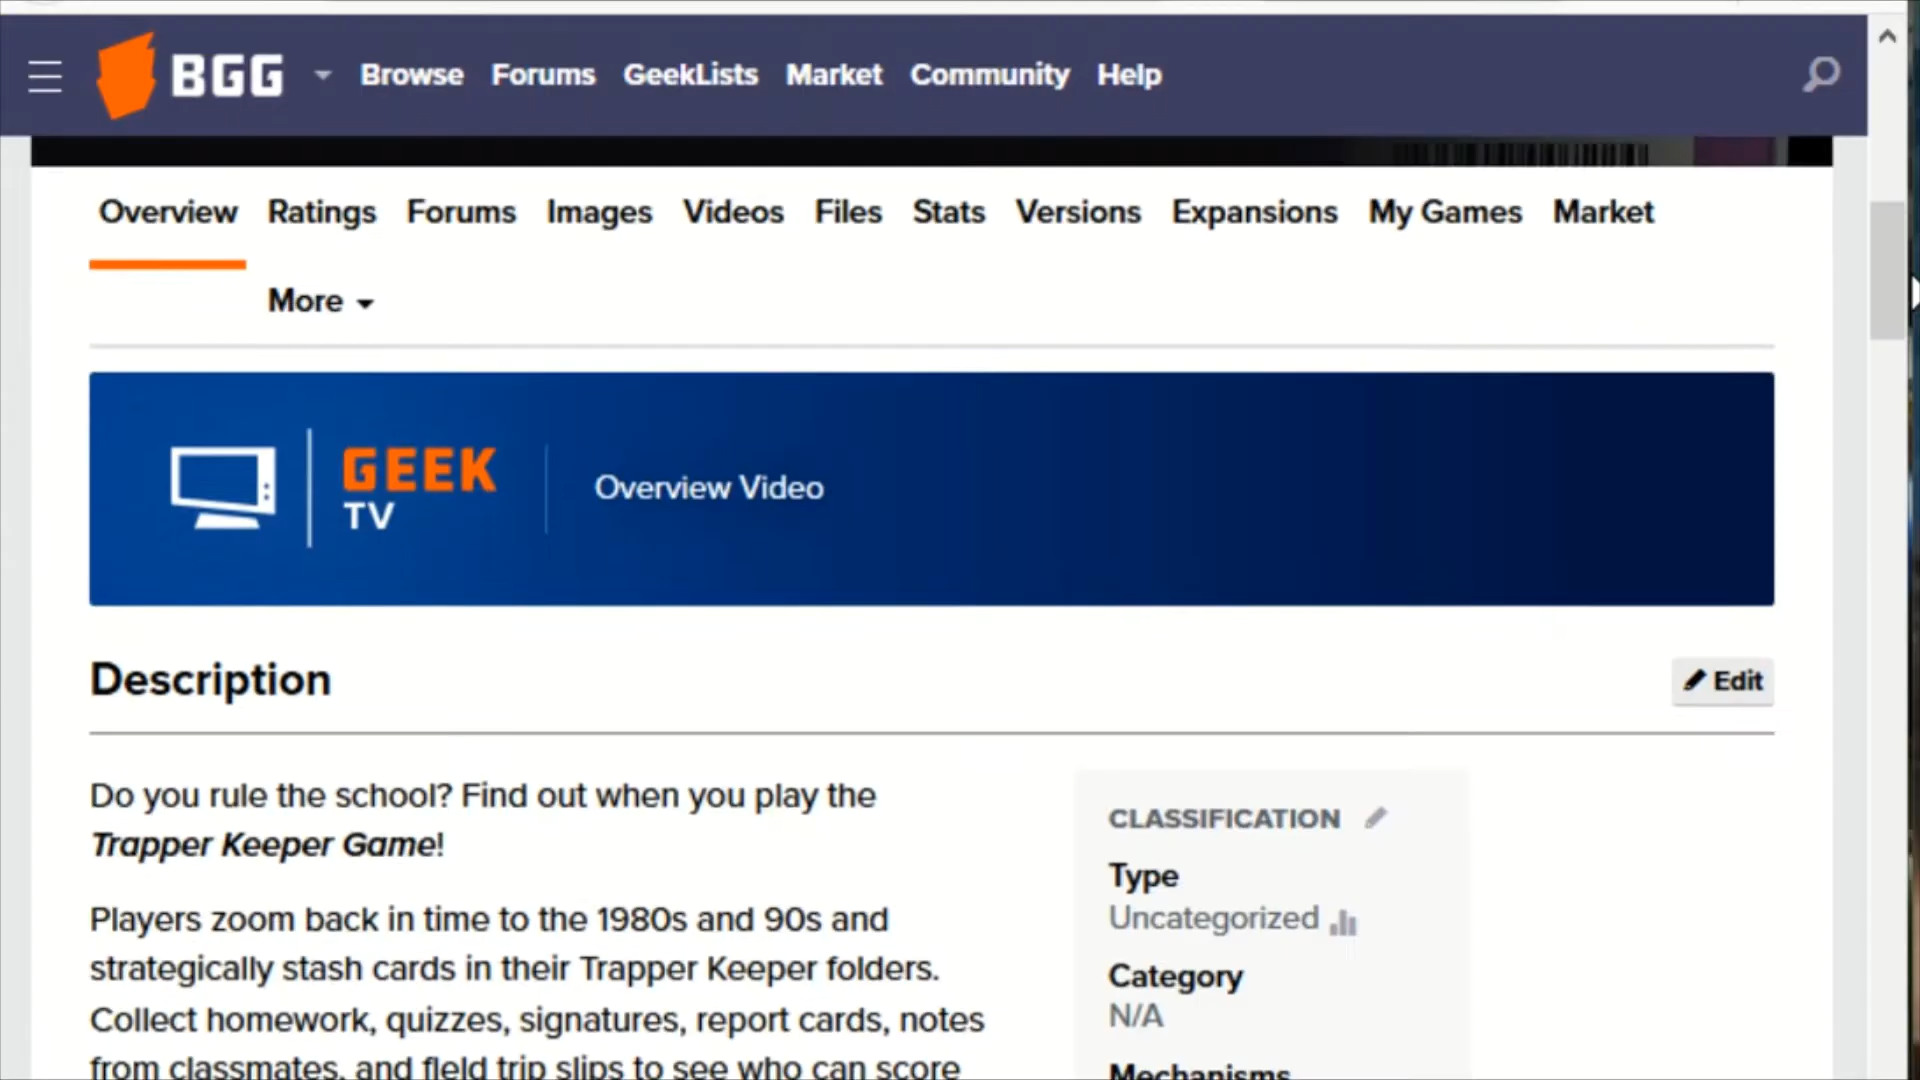 BGG Browse Forums GeekLists Market Community Help
Overview Ratings Forums Images Videos Files Stats Versions Expansions My Games Market
More
GEEK
TV
Overview Video
Description
Edit
Do you rule the school? Find out when you play the
Trapper Keeper Game!
Players zoom back in time to the 1980s and 90s and
strategically stash cards in their Trapper Keeper folders.
Collect homework, quizzes, signatures, report cards, notes
from classmates, and field trip slips to see who can score
CLASSIFICATION
Type
Uncategorized
Category
N/A
Mechanisms